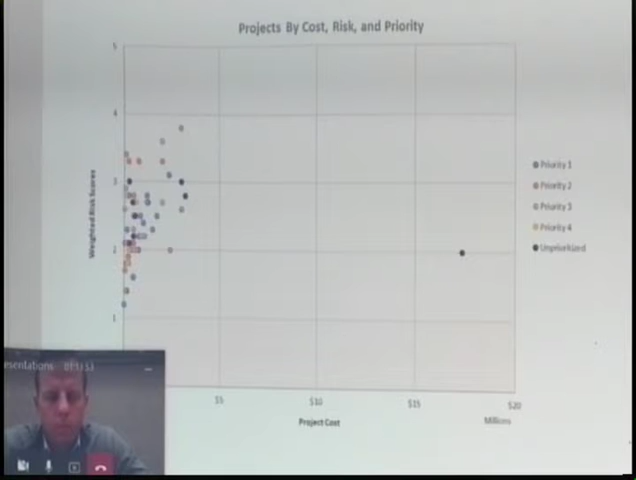 Projects By Cost, Risk, and Priority
5
4
3
2
1
Weighted Risk Scores
Priority 1
Priority 2
Priority 3
Priority 4
Unprioritized
$5
$10
$15
$20
Project Cost
Millions
esentations